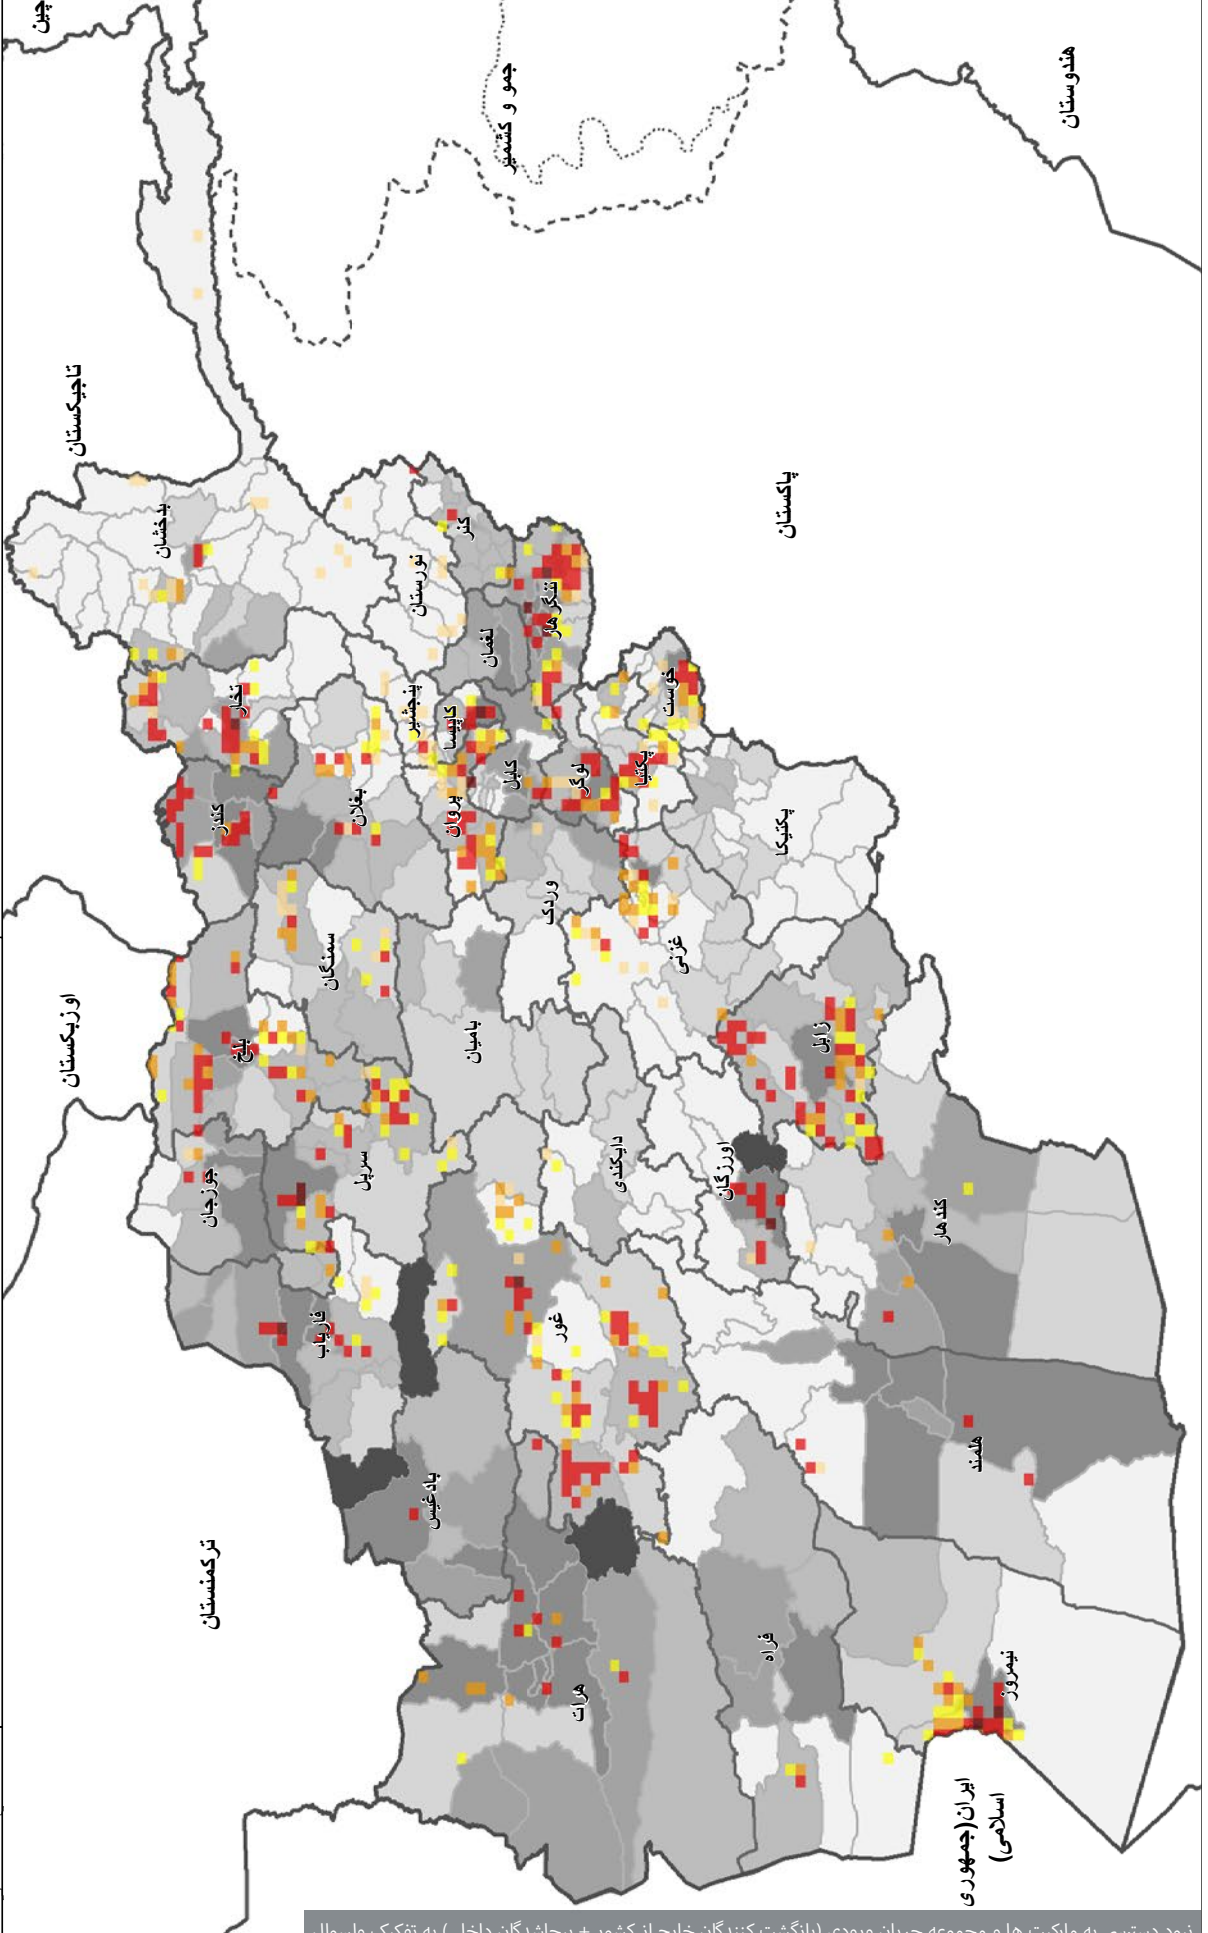 چین
جمو و کشمیر
هندوستان
تاجیکستان
پاکستان
بدخشان
نورستان
کنر
ننگرهار
لغمان
تخار
پنجشیر
کاپیسا
خوست
کندز
بغلان
پروان
کابل
لوگر
پکتیا
پکتیکا
وردک
غزنی
سمنگان
اوزبکستان
بلخ
بامیان
زابل
جوزجان
سرپل
دایکندی
اورزگان
کندهار
فاریاب
غور
هلمند
بادغیس
ترکمنستان
هرات
فراه
نیمروز
ایران(جمهوری
اسلامی)